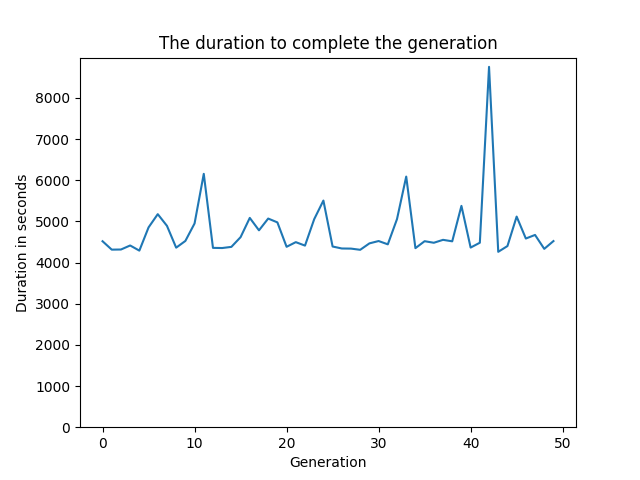 The duration to complete the generation
Duration in seconds
8000
7000
6000
5000
4000
3000
2000
1000
0
0 10 20 30 40 50
Generation